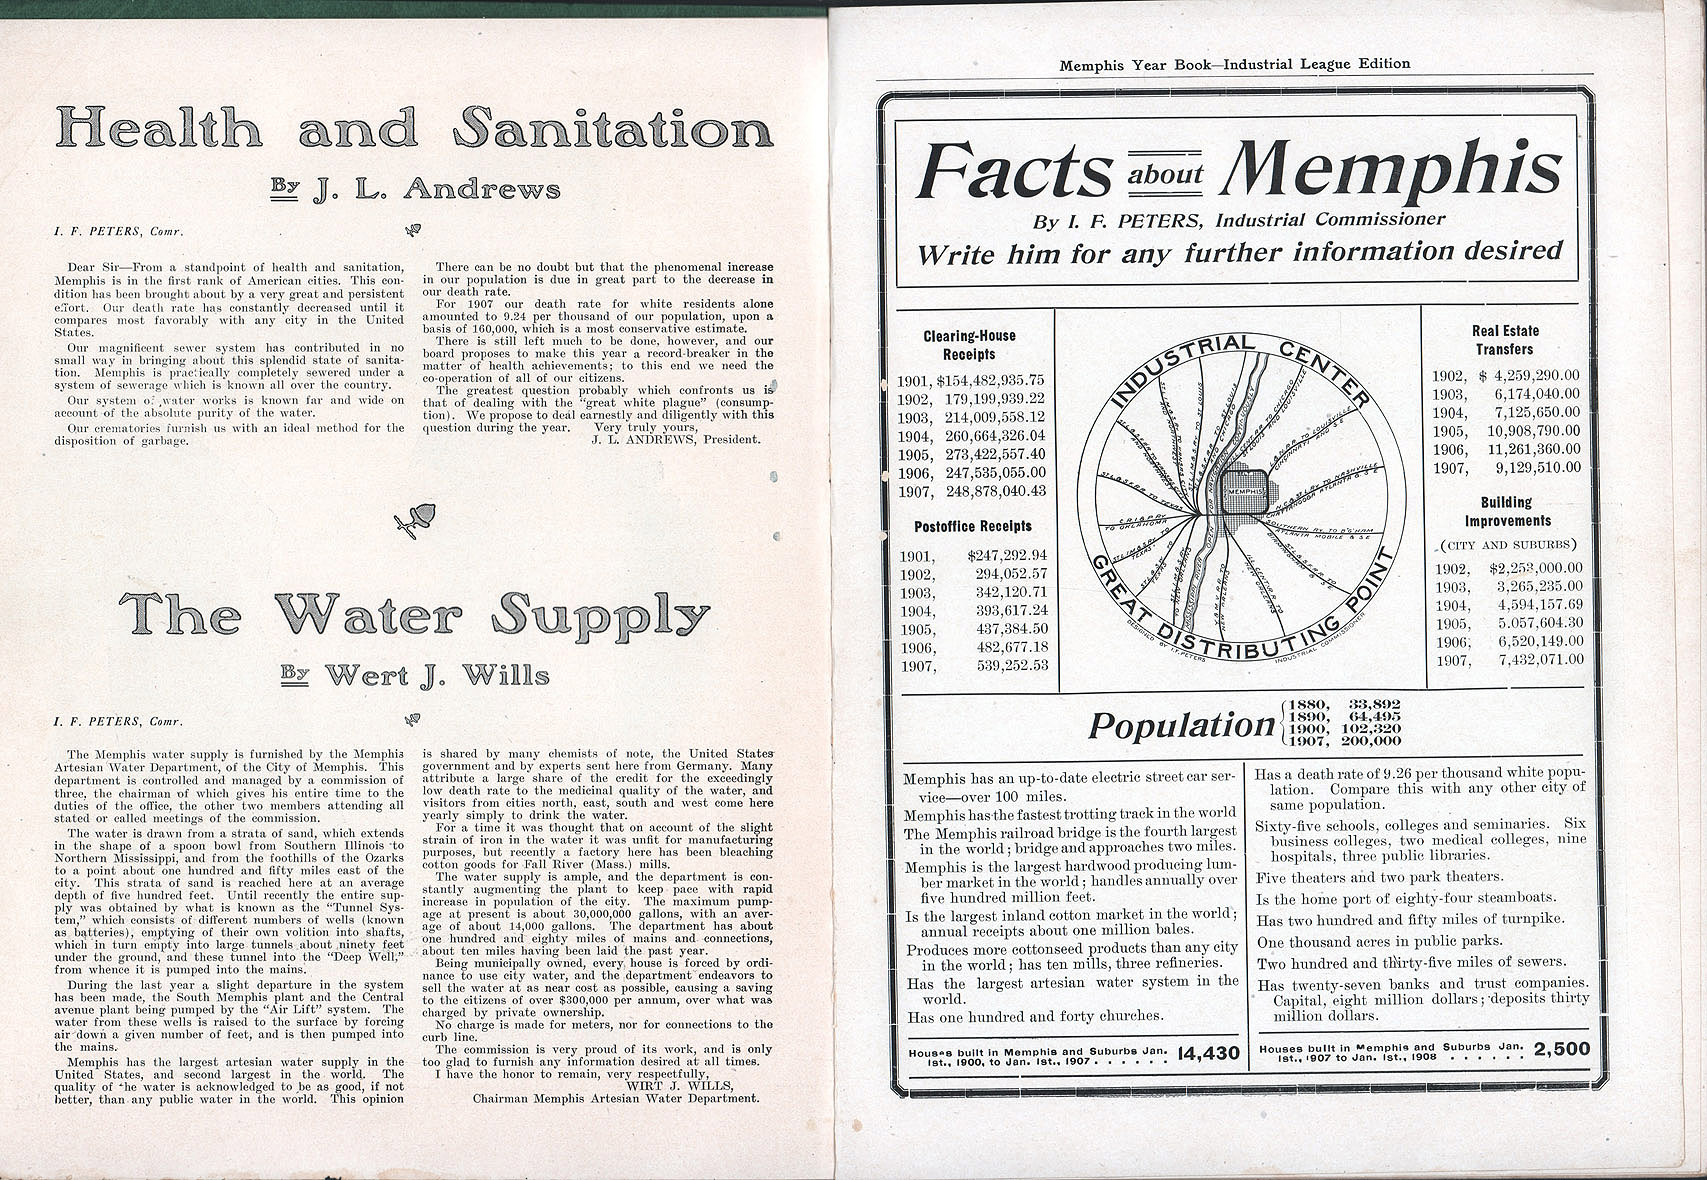 Health and Sanitation
By J. L. Andrews
I. F. PETERS, Comr.
Dear Sir—From a standpoint of health and sanitation,
Memphis is in the first rank of American cities. This con-
dition has been brought about by a very great and persistent
effort. Our death rate has constantly decreased until it
compares most favorably with any city in the United
States.
Our magnificent sewer system has contributed in no
small way in bringing about this splendid state of sanita-
tion. Memphis is practically completely sewered under a
system of sewerage which is known all over the country.
Our system of water works is known far and wide on
account of the absolute purity of the water.
Our crematories furnish us with an ideal method for the
disposition of garbage.
There can be no doubt but that the phenomenal increase
in our population is due in great part to the decrease in
our death rate.
For 1907 our death rate for white residents alone
amounted to 9.24 per thousand of our population, upon a
basis of 160,000, which is a most conservative estimate.
There is still left much to be done, however, and our
board proposes to make this year a record-breaker in the
matter of health achievements; to this end we need the
co-operation of all of our citizens.
The greatest question probably which confronts us is
that of dealing with the "great white plague" (consump-
tion). We propose to deal earnestly and diligently with this
question during the year. Very truly yours,
J. L. ANDREWS, President.
The Water Supply
By Wert J. Wills
I. F. PETERS, Comr.
The Memphis water supply is furnished by the Memphis
Artesian Water Department, of the City of Memphis. This
department is controlled and managed by a commission of
three, the chairman of which gives his entire time to the
duties of the office, the other two members attending all
stated or called meetings of the commission.
The water is drawn from a strata of sand, which extends
in the shape of a spoon bowl from Southern Illinois to
Northern Mississippi, and from the foothills of the Ozarks
to a point about one hundred and fifty miles east of the
city. This strata of sand is reached here at an average
depth of five hundred feet. Until recently the entire sup-
ply was obtained by what is known as the "Tunnel Sys-
tem," which consists of different numbers of wells (known
as batteries), emptying of their own volition into shafts,
which in turn empty into large tunnels about ninety feet
under the ground, and these tunnel into the "Deep Well,"
from whence it is pumped into the mains.
During the last year a slight departure in the system
has been made, the South Memphis plant and the Central
avenue plant being pumped by the "Air Lift" system. The
water from these wells is raised to the surface by forcing
air down a given number of feet, and is then pumped into
the mains.
Memphis has the largest artesian water supply in the
United States, and second largest in the world. The
quality of the water is acknowledged to be as good, if not
better, than any public water in the world. This opinion
is shared by many chemists of note, the United States
government and by experts sent here from Germany. Many
attribute a large share of the credit for the exceedingly
low death rate to the medicinal quality of the water, and
visitors from cities north, east, south and west come here
yearly simply to drink the water.
For a time it was thought that on account of the slight
strain of iron in the water it was unfit for manufacturing
purposes, but recently a factory here has been bleaching
cotton goods for Fall River (Mass.) mills.
The water supply is ample, and the department is con-
stantly augmenting the plant to keep pace with rapid
increase in population of the city. The maximum pump-
age at present is about 30,000,000 gallons, with an aver-
age of about 14,000 gallons. The department has about
one hundred and eighty miles of mains and connections,
about ten miles having been laid the past year.
Being municipally owned, every house is forced by ordi-
nance to use city water, and the department endeavors to
sell the water at as near cost as possible, causing a saving
to the citizens of over $300,000 per annum, over what was
charged by private ownership.
No charge is made for meters, nor for connections to the
curb line.
The commission is very proud of its work, and is only
too glad to furnish any information desired at all times.
I have the honor to remain, very respectfully,
WIRT J. WILLS,
Chairman Memphis Artesian Water Department.
Memphis Year Book—Industrial League Edition
Facts about Memphis
By I. F. PETERS, Industrial Commissioner
Write him for any further information desired
Clearing-House
Receipts
1901, $154,482,935.75
1902, 179,199,939.22
1903, 214,009,558.12
1904, 260,664,326.04
1905, 273,422,557.40
1906, 247,535,055.00
1907, 248,878,040.43
Postoffice Receipts
1901, $247,292.94
1902, 294,052.57
1903, 342,120.71
1904, 393,617.24
1905, 437,384.50
1906, 482,677.18
1907, 539,252.53
INDUSTRIAL CENTER
MEMPHIS
GREAT DISTRIBUTING POINT
DESIGNED BY I.F. PETERS INDUSTRIAL COMMISSIONER
Real Estate
Transfers
1902, $ 4,259,290.00
1903, 6,174,040.00
1904, 7,125,650.00
1905, 10,908,790.00
1906, 11,261,360.00
1907, 9,129,510.00
Building
Improvements
(CITY AND SUBURBS)
1902, $2,253,000.00
1903, 3,265,235.00
1904, 4,594,157.69
1905, 5.057,604.30
1906, 6,520,149.00
1907, 7,432,071.00
Population
1880, 33,892
1890, 64,495
1900, 102,320
1907, 200,000
Memphis has an up-to-date electric street car ser-
vice—over 100 miles.
Memphis has the fastest trotting track in the world
The Memphis railroad bridge is the fourth largest
in the world; bridge and approaches two miles.
Memphis is the largest hardwood producing lum-
ber market in the world; handles annually over
five hundred million feet.
Is the largest inland cotton market in the world;
annual receipts about one million bales.
Produces more cottonseed products than any city
in the world; has ten mills, three refineries.
Has the largest artesian water system in the
world.
Has one hundred and forty churches.
Has a death rate of 9.26 per thousand white popu-
lation. Compare this with any other city of
same population.
Sixty-five schools, colleges and seminaries. Six
business colleges, two medical colleges, nine
hospitals, three public libraries.
Five theaters and two park theaters.
Is the home port of eighty-four steamboats.
Has two hundred and fifty miles of turnpike.
One thousand acres in public parks.
Two hundred and thirty-five miles of sewers.
Has twenty-seven banks and trust companies.
Capital, eight million dollars; deposits thirty
million dollars.
Houses built in Memphis and Suburbs Jan.
1st., 1900, to Jan. 1st., 1907 . . . . . . 14,430
Houses built in Memphis and Suburbs Jan.
1st., 1907 to Jan. 1st., 1908 . . . . . . 2,500